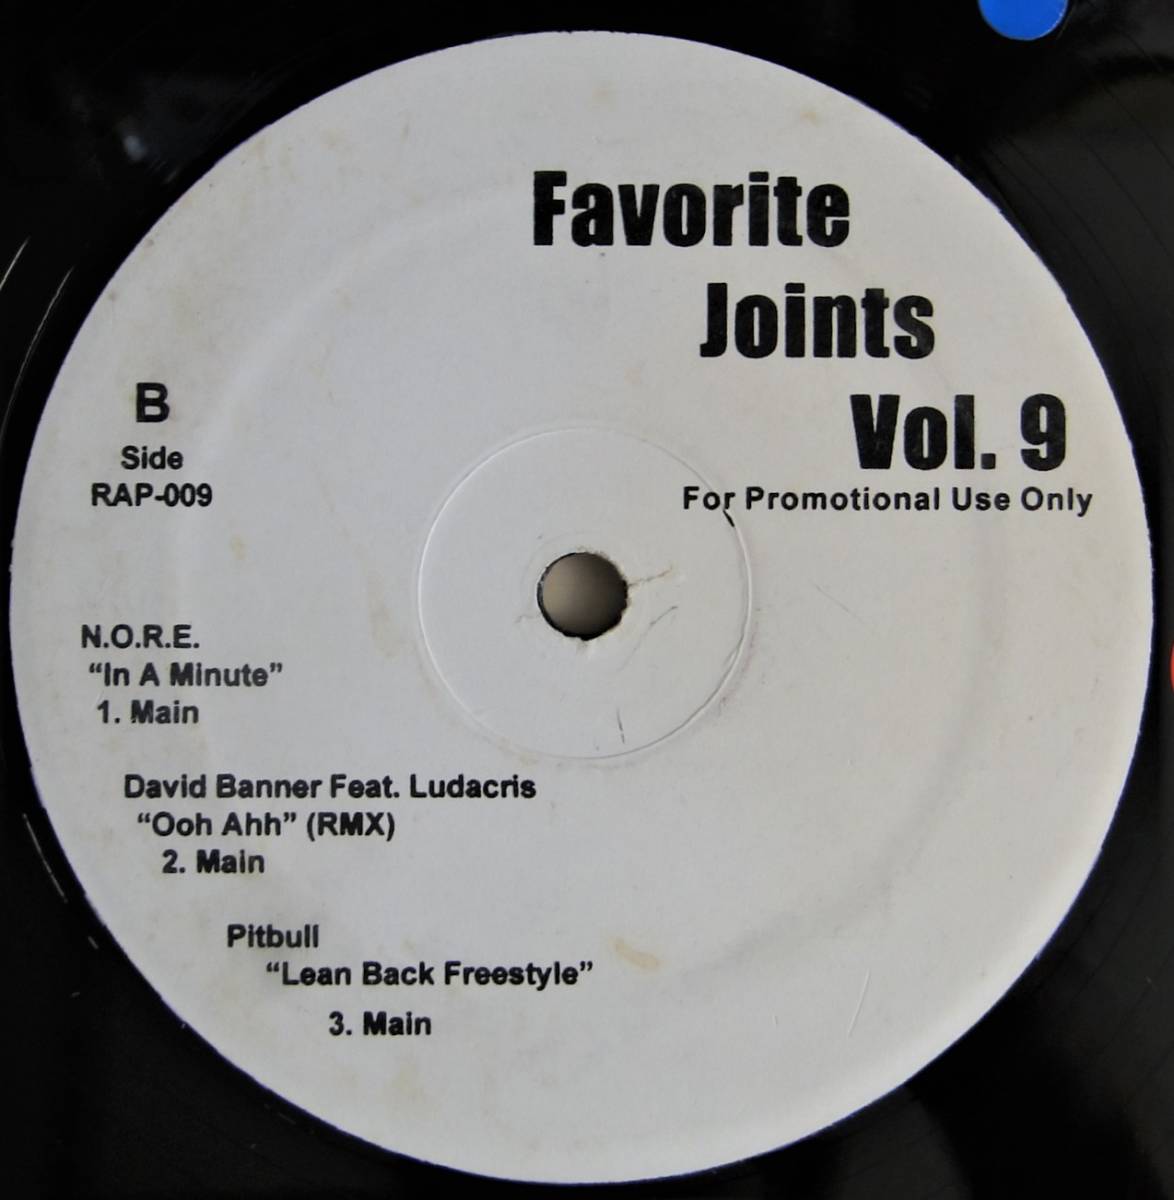 Favorite
Joints
Vol. 9
For Promotional Use Only
B
Side
RAP-009
N.O.R.E.
“In A Minute”
1. Main
David Banner Feat. Ludacris
“Ooh Ahh” (RMX)
2. Main
Pitbull
“Lean Back Freestyle”
3. Main